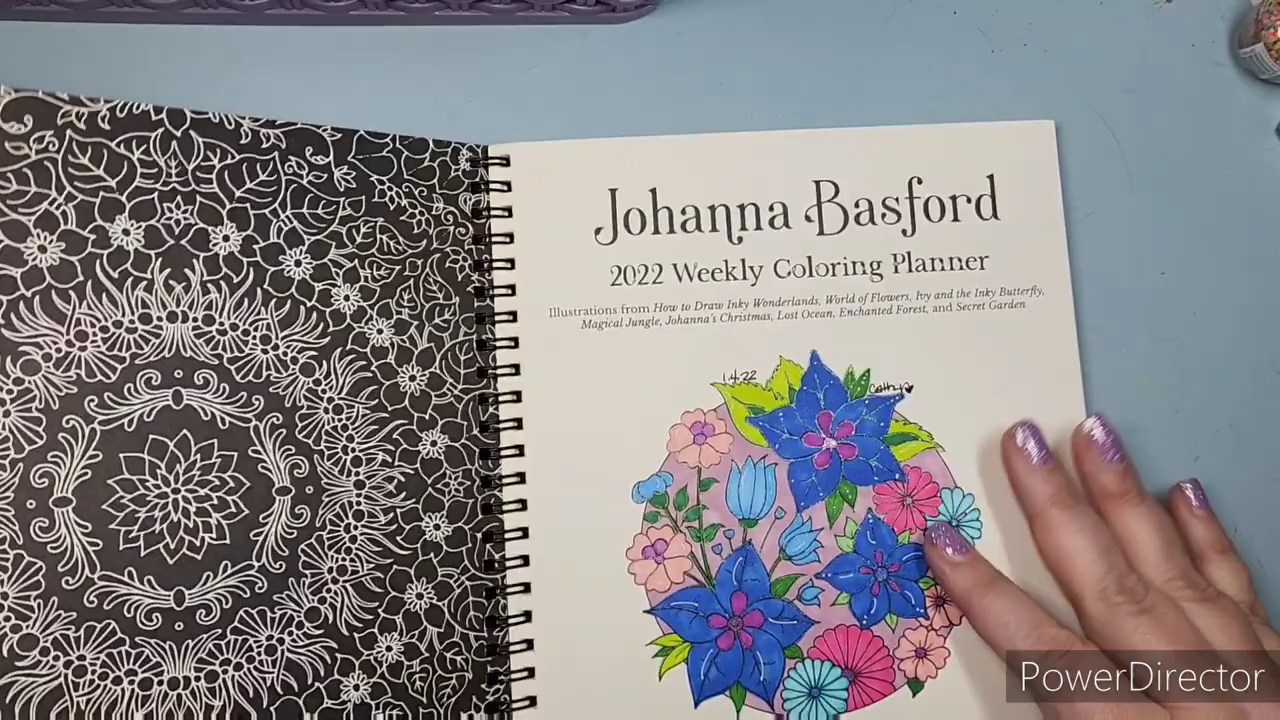 Johanna Basford
2022 Weekly Coloring Planner
Illustrations from How to Draw Inky Wonderlands, World of Flowers, Ivy and the Inky Butterfly,
Magical Jungle, Johanna's Christmas, Lost Ocean, Enchanted Forest, and Secret Garden
1.4.22
PowerDirector